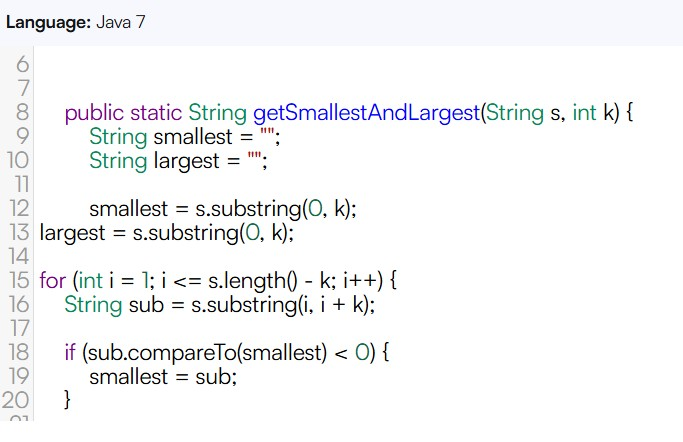 Language: Java 7
6
7
8 public static String getSmallestAndLargest(String s, int k) {
9 String smallest = "";
10 String largest = "";
11
12 smallest = s.substring(0, k);
13 largest = s.substring(0, k);
14
15 for (int i = 1; i <= s.length() - k; i++) {
16 String sub = s.substring(i, i + k);
17
18 if (sub.compareTo(smallest) < 0) {
19 smallest = sub;
20 }